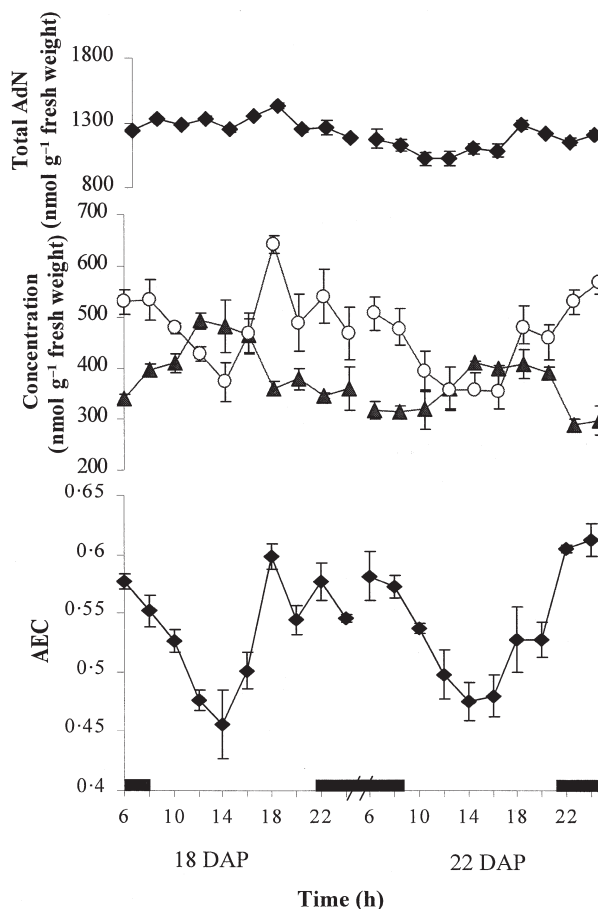 Total AdN
(nmol g⁻¹ fresh weight)
1800
1300
800
Concentration
(nmol g⁻¹ fresh weight)
700
600
500
400
300
200
AEC
0·65
0·6
0·55
0·5
0·45
0·4
6 10 14 18 22 6 10 14 18 22
18 DAP 22 DAP
Time (h)